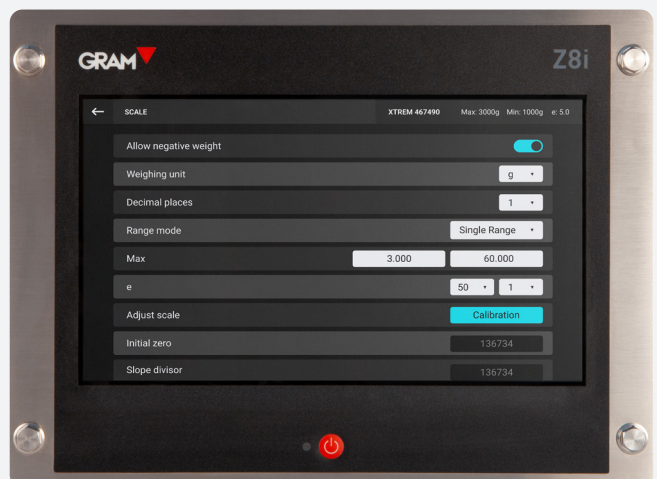 GRAM
Z8i
SCALE XTREM 467490 Max: 3000g Min: 1000g e: 5.0
Allow negative weight
Weighing unit g
Decimal places 1
Range mode Single Range
Max 3.000 60.000
e 50 1
Adjust scale Calibration
Initial zero 136734
Slope divisor 136734